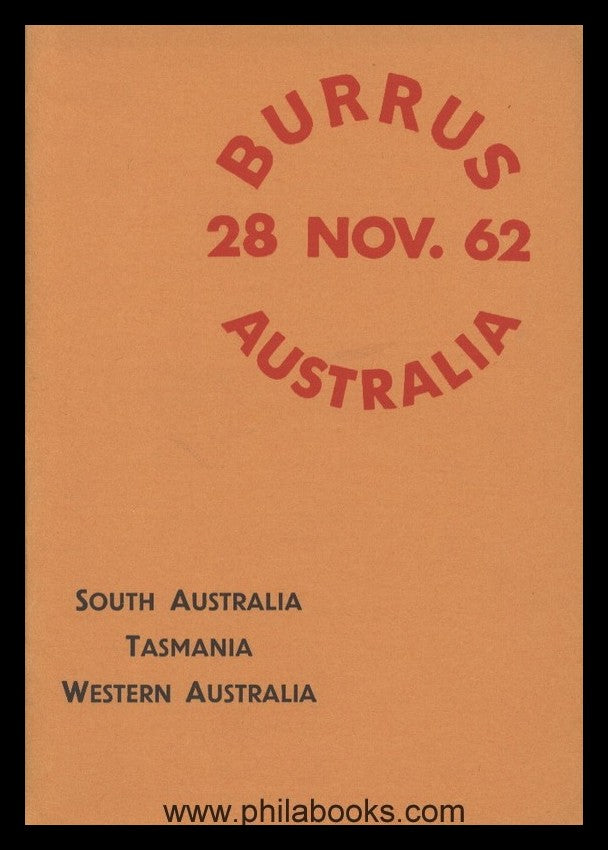 BURRUS
28 NOV. 62
AUSTRALIA
SOUTH AUSTRALIA
TASMANIA
WESTERN AUSTRALIA
www.philabooks.com